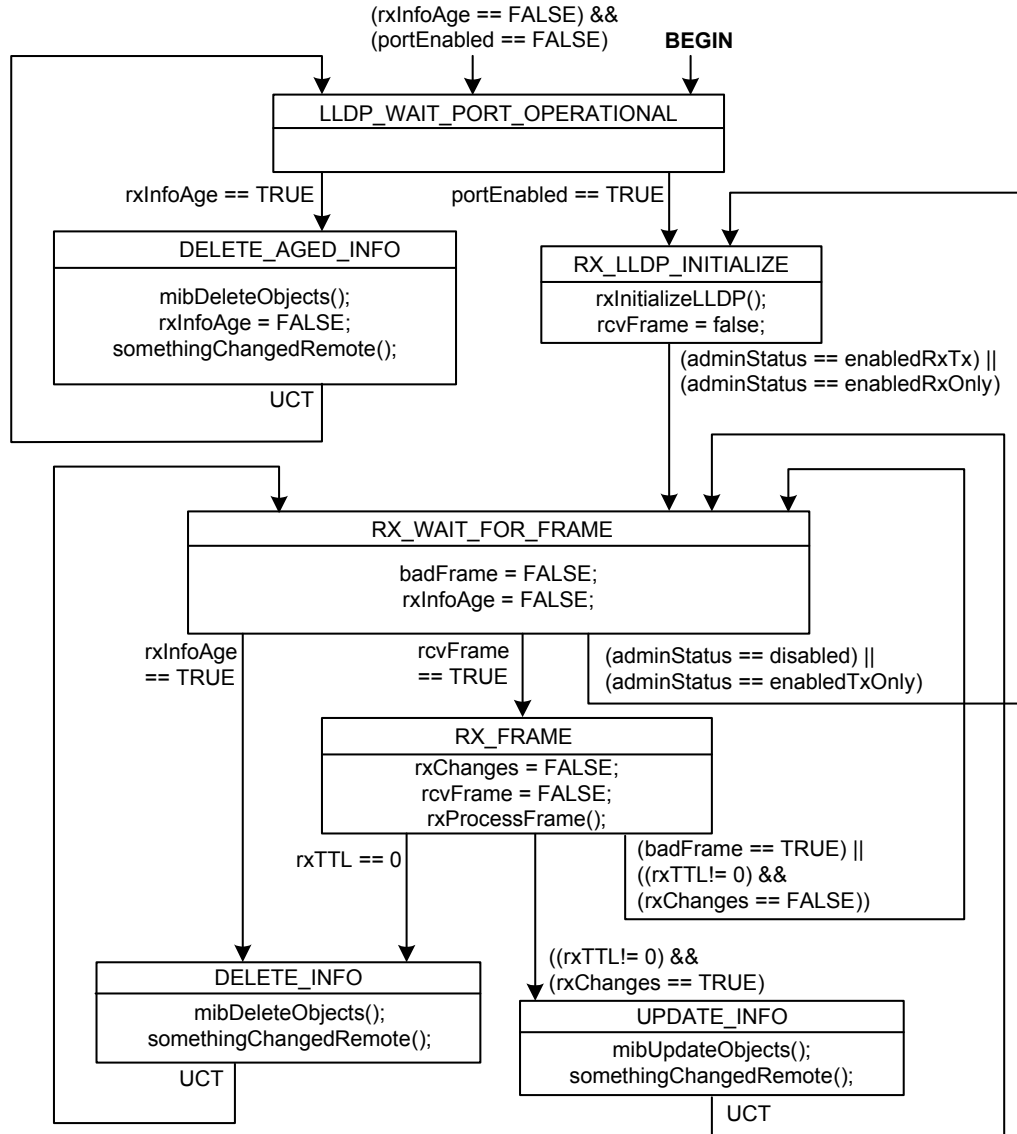 (rxInfoAge == FALSE) &&
(portEnabled == FALSE)
BEGIN
LLDP_WAIT_PORT_OPERATIONAL
rxInfoAge == TRUE
portEnabled == TRUE
DELETE_AGED_INFO
mibDeleteObjects();
rxInfoAge = FALSE;
somethingChangedRemote();
UCT
RX_LLDP_INITIALIZE
rxInitializeLLDP();
rcvFrame = false;
(adminStatus == enabledRxTx) ||
(adminStatus == enabledRxOnly)
RX_WAIT_FOR_FRAME
badFrame = FALSE;
rxInfoAge = FALSE;
rxInfoAge
== TRUE
rcvFrame
== TRUE
(adminStatus == disabled) ||
(adminStatus == enabledTxOnly)
RX_FRAME
rxChanges = FALSE;
rcvFrame = FALSE;
rxProcessFrame();
rxTTL == 0
(badFrame == TRUE) ||
((rxTTL!= 0) &&
(rxChanges == FALSE))
((rxTTL!= 0) &&
(rxChanges == TRUE)
DELETE_INFO
mibDeleteObjects();
somethingChangedRemote();
UCT
UPDATE_INFO
mibUpdateObjects();
somethingChangedRemote();
UCT